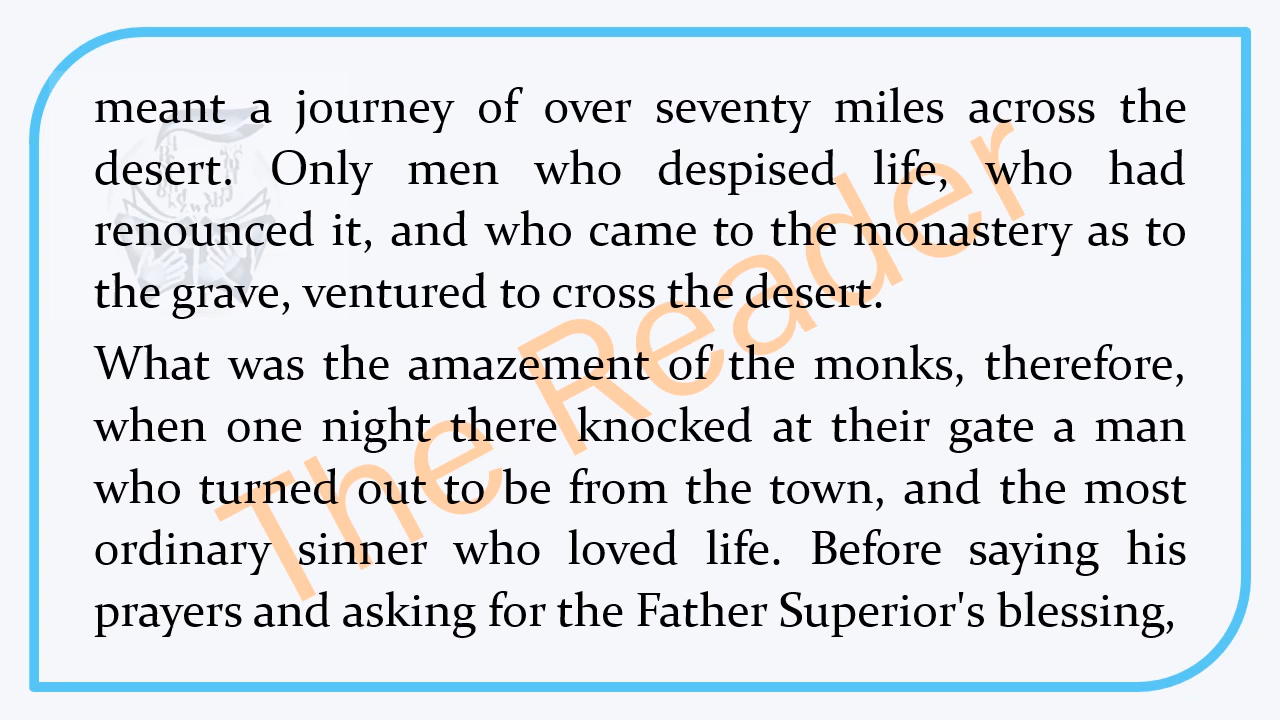 meant a journey of over seventy miles across the
desert. Only men who despised life, who had
renounced it, and who came to the monastery as to
the grave, ventured to cross the desert.
What was the amazement of the monks, therefore,
when one night there knocked at their gate a man
who turned out to be from the town, and the most
ordinary sinner who loved life. Before saying his
prayers and asking for the Father Superior's blessing,
The Reader